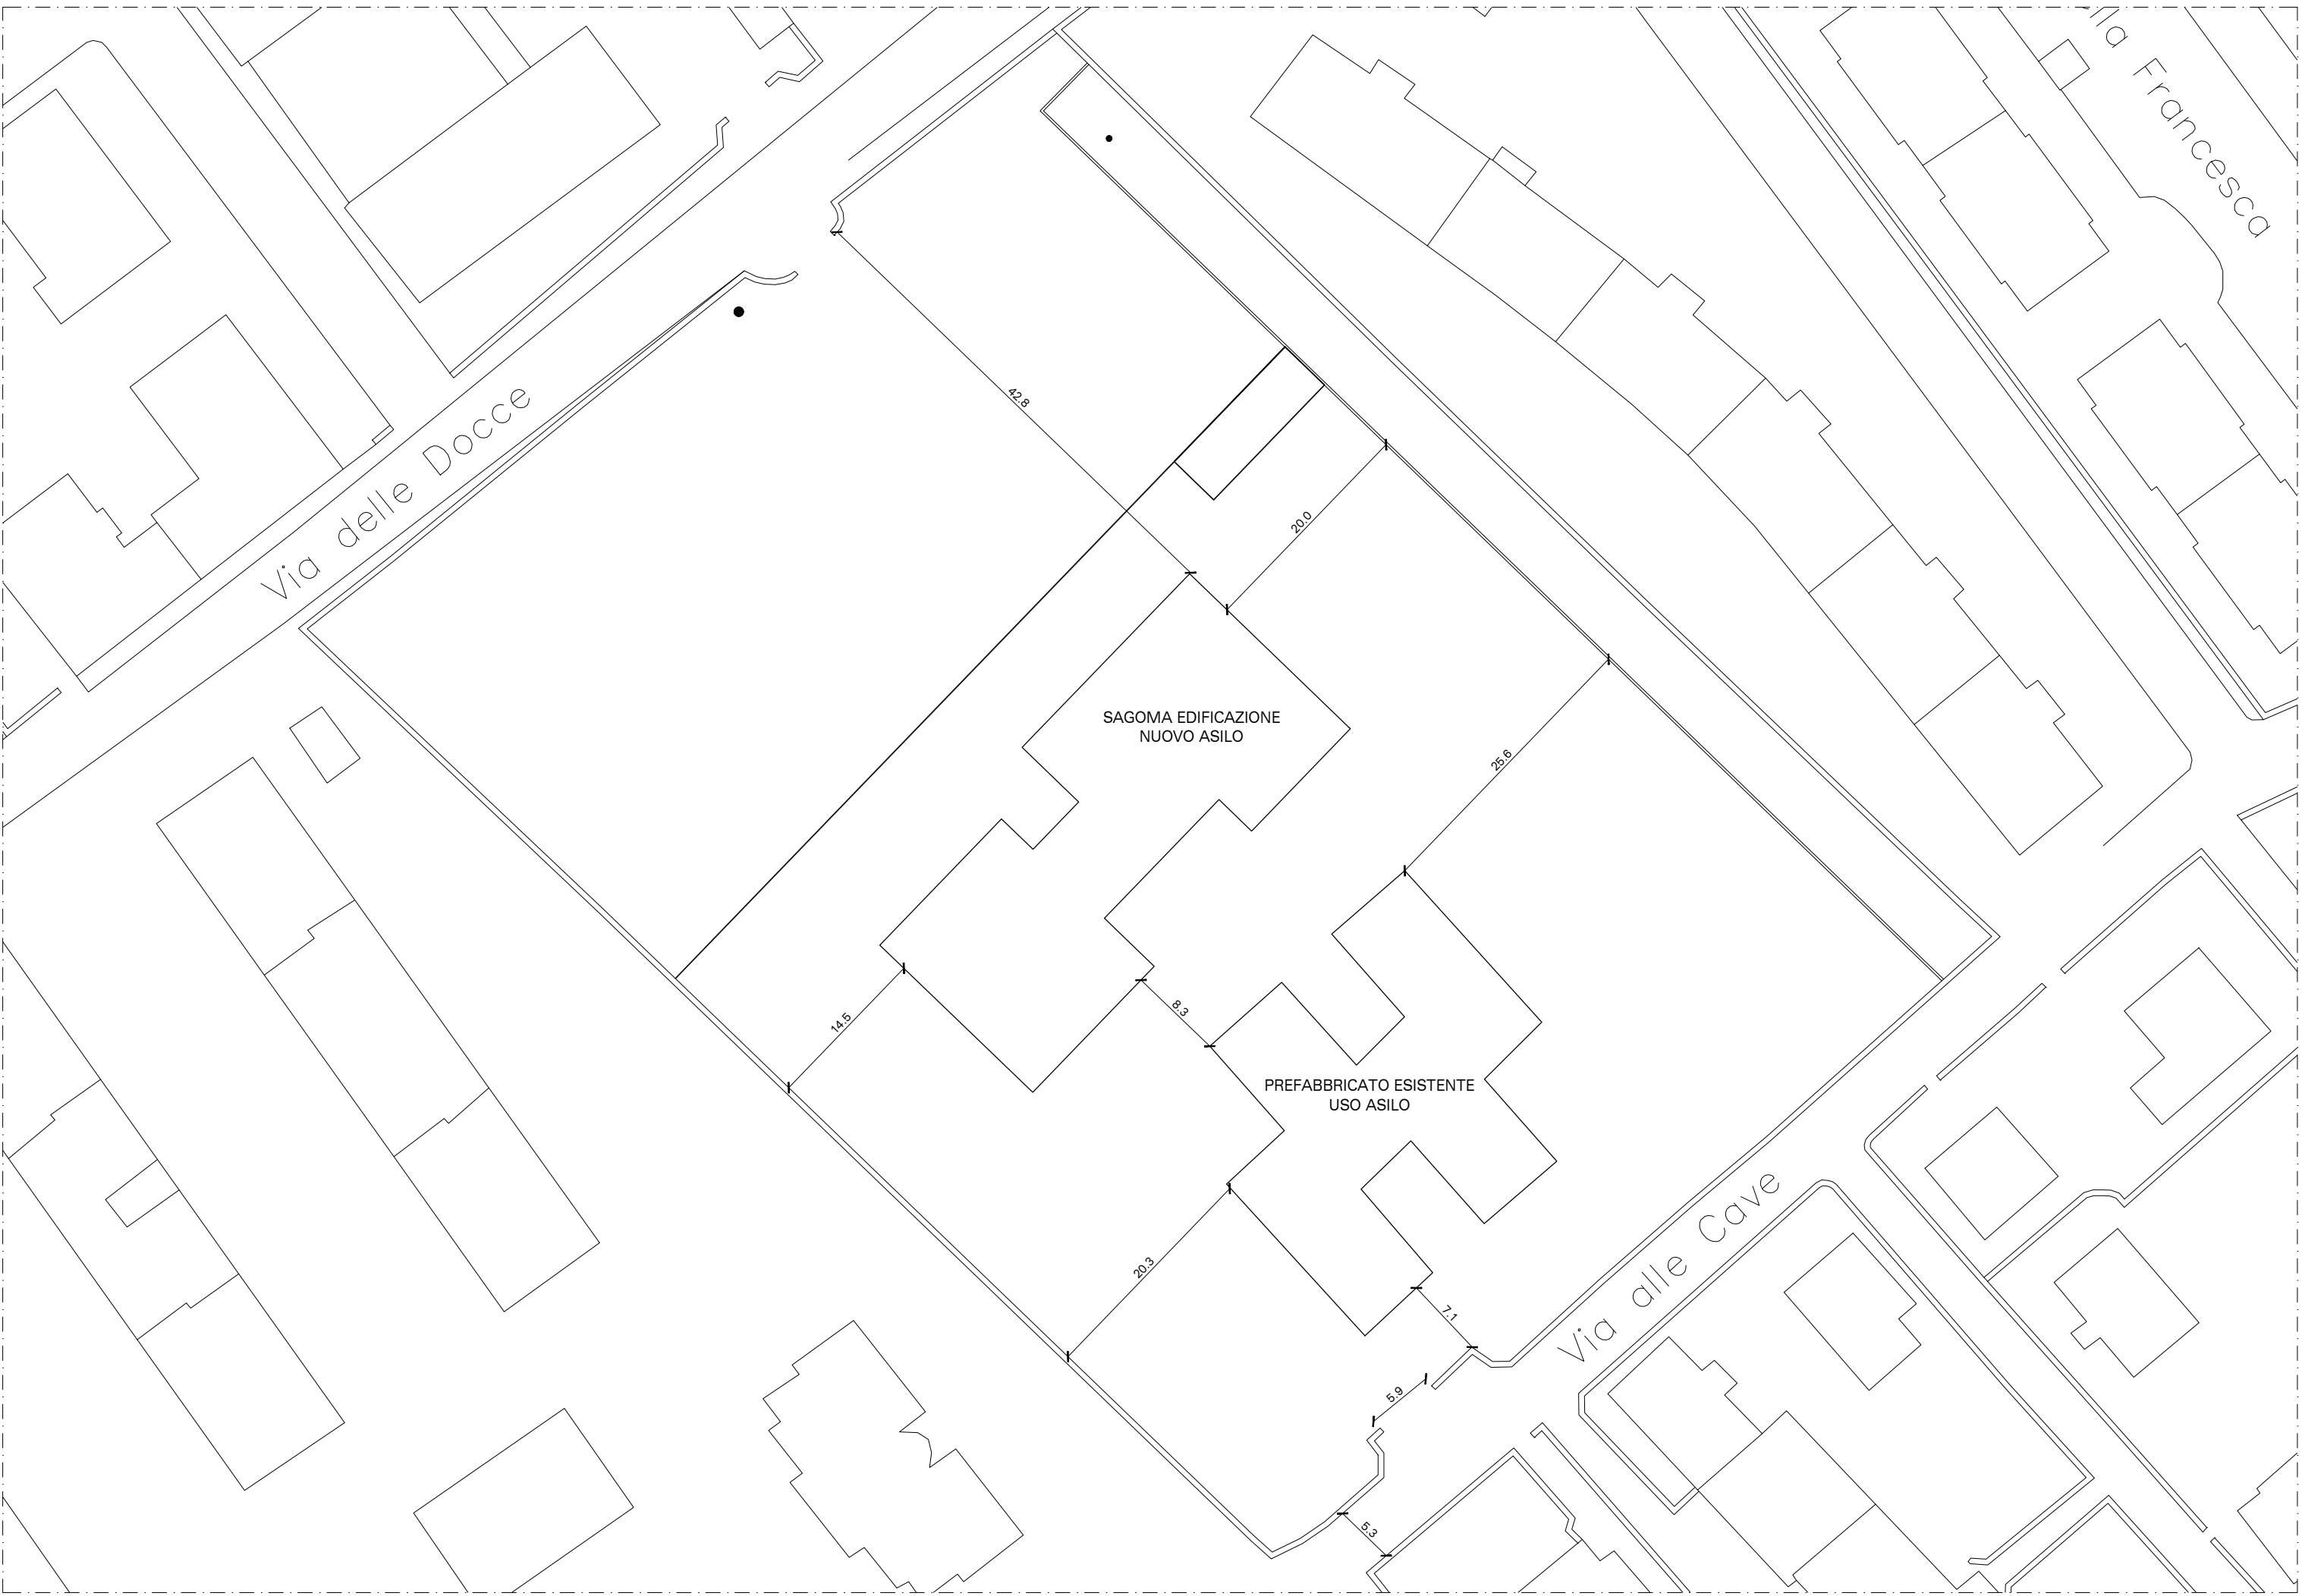 a Francesca
Via delle Docce
42.8
20.0
SAGOMA EDIFICAZIONE
NUOVO ASILO
25.6
14.5
8.3
PREFABBRICATO ESISTENTE
USO ASILO
20.3
7.1
5.9
5.3
Via alle Cave